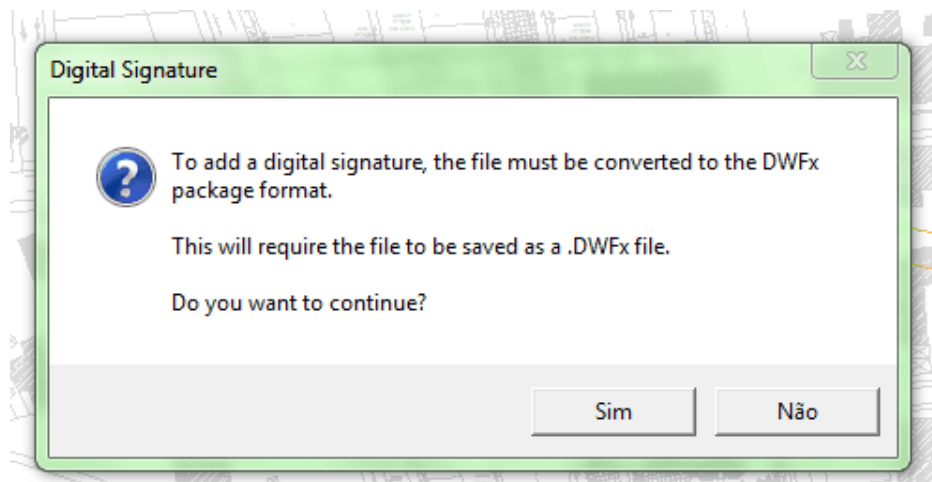 Digital Signature
To add a digital signature, the file must be converted to the DWFx
package format.
This will require the file to be saved as a .DWFx file.
Do you want to continue?
Sim
Não